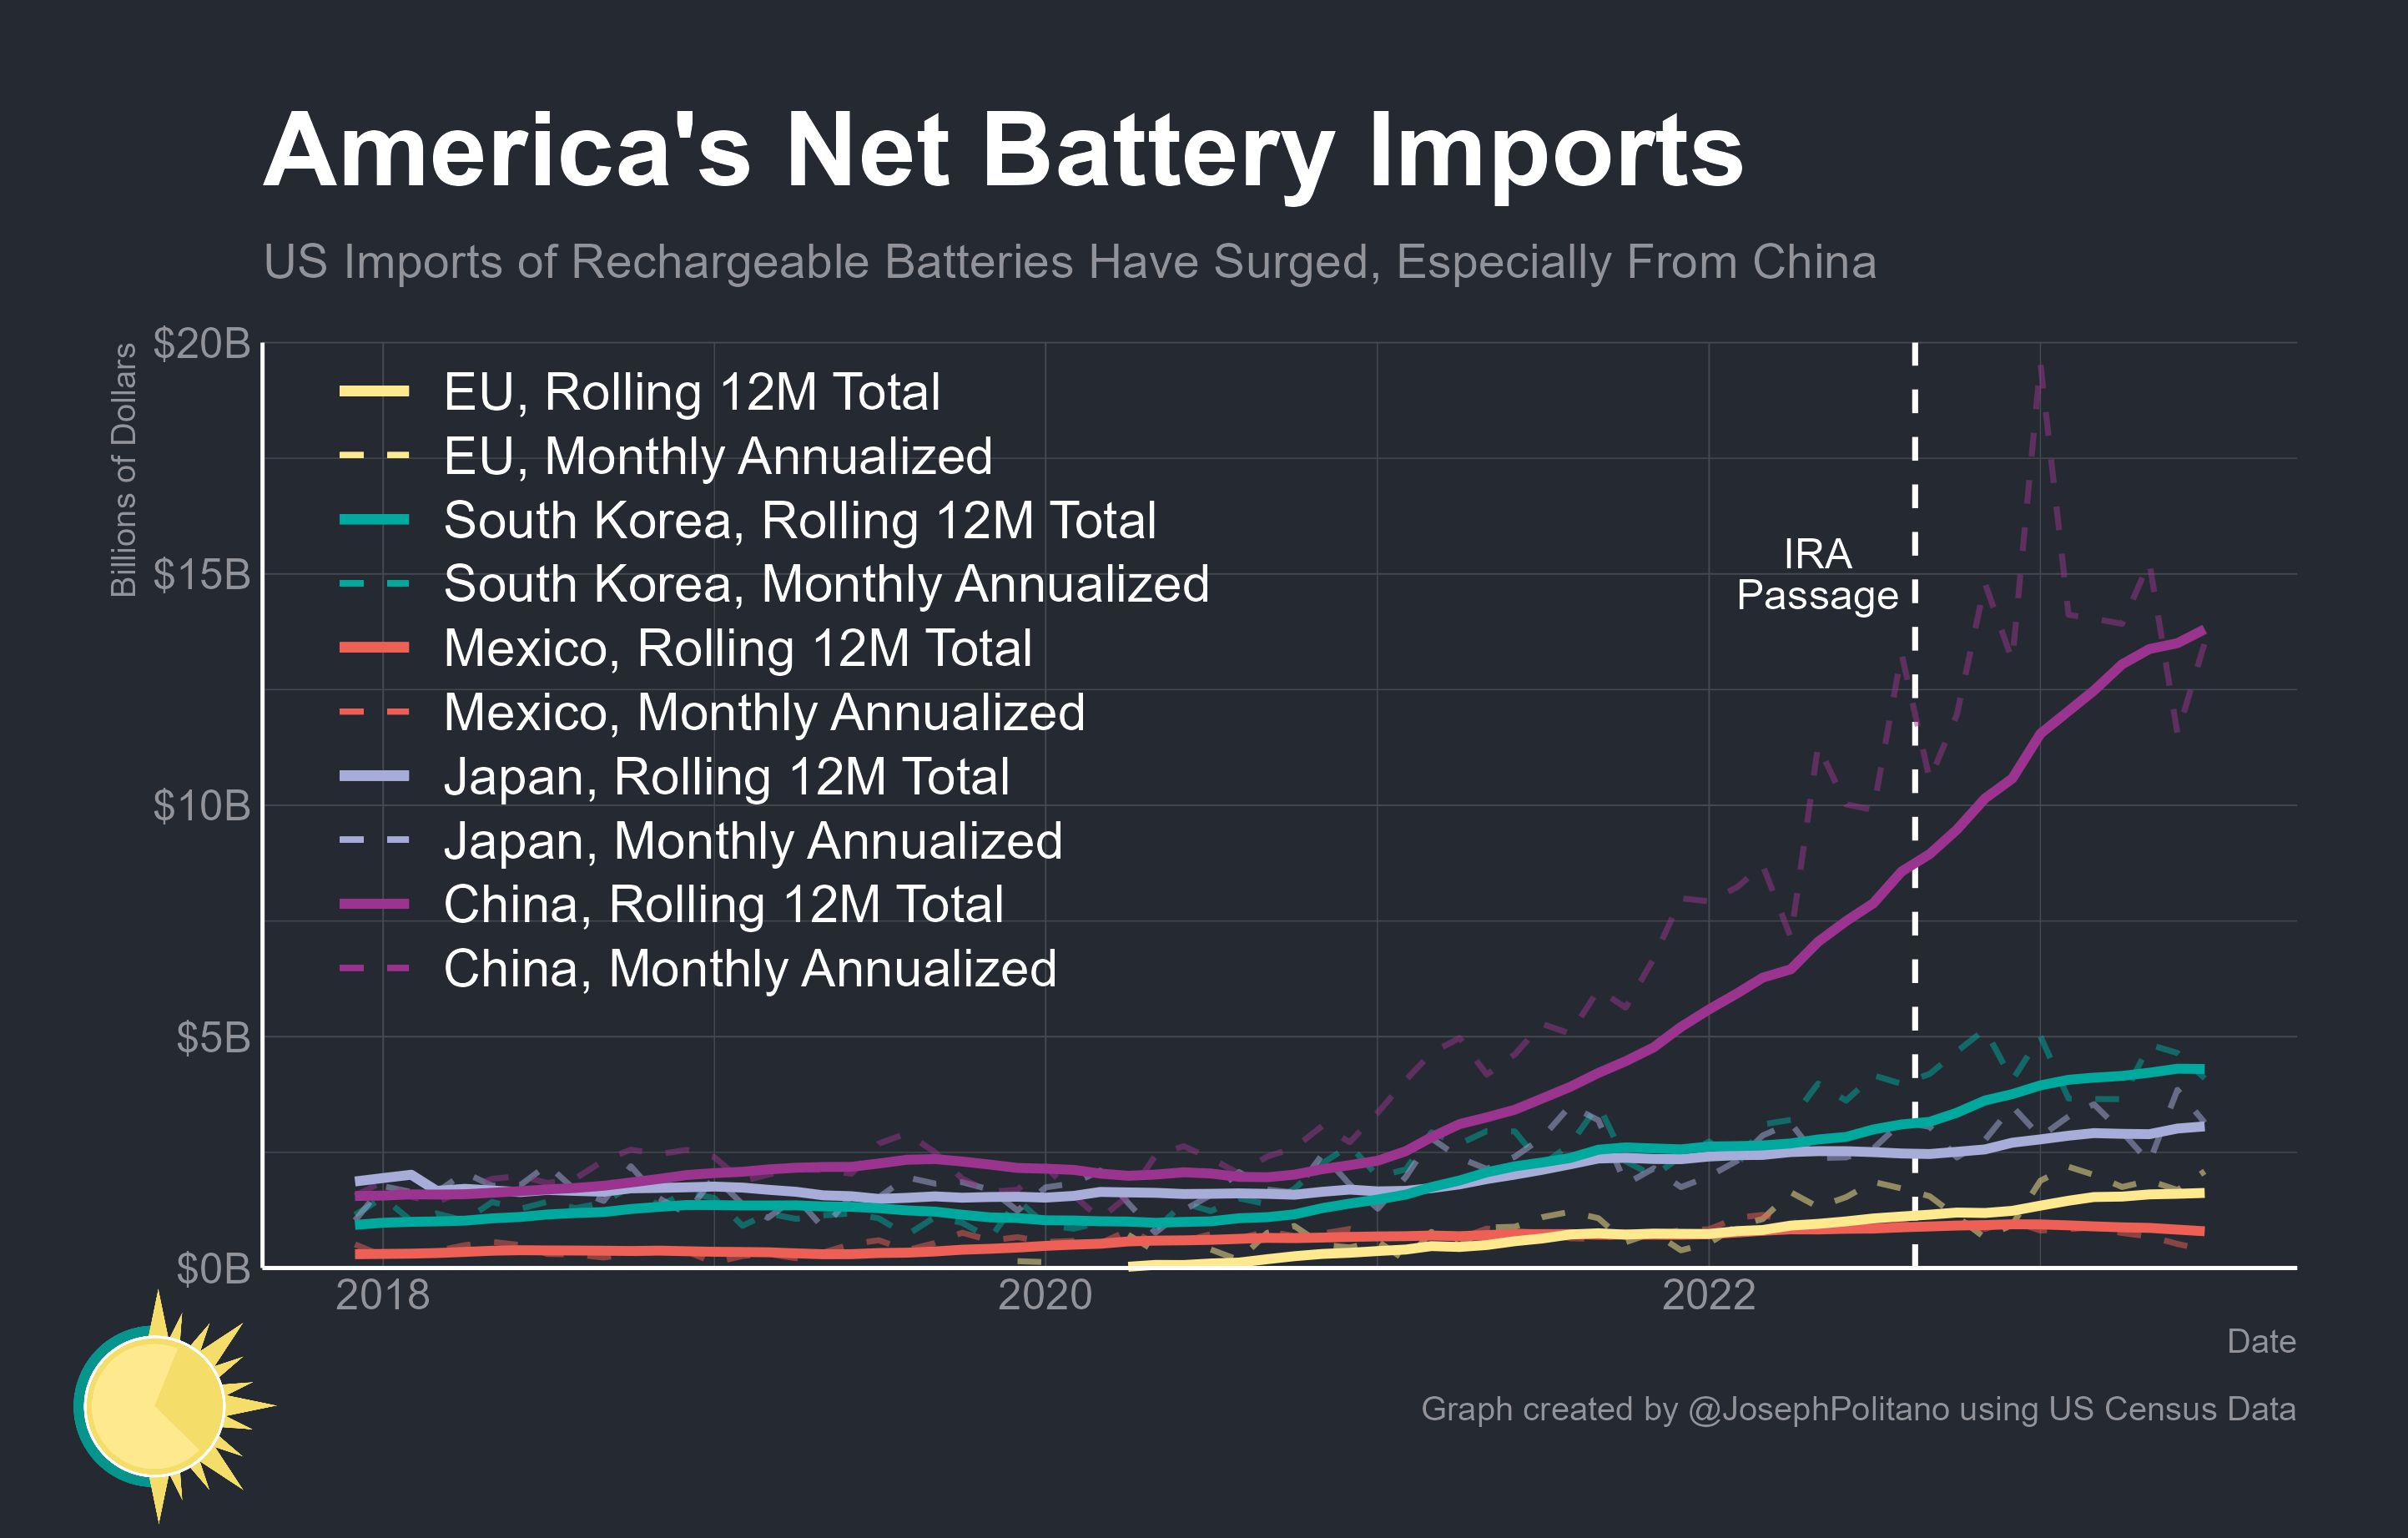 America's Net Battery Imports
US Imports of Rechargeable Batteries Have Surged, Especially From China
Billions of Dollars
$20B
$15B
$10B
$5B
$0B
EU, Rolling 12M Total
EU, Monthly Annualized
South Korea, Rolling 12M Total
South Korea, Monthly Annualized
Mexico, Rolling 12M Total
Mexico, Monthly Annualized
Japan, Rolling 12M Total
Japan, Monthly Annualized
China, Rolling 12M Total
China, Monthly Annualized
IRA
Passage
2018
2020
2022
Date
Graph created by @JosephPolitano using US Census Data